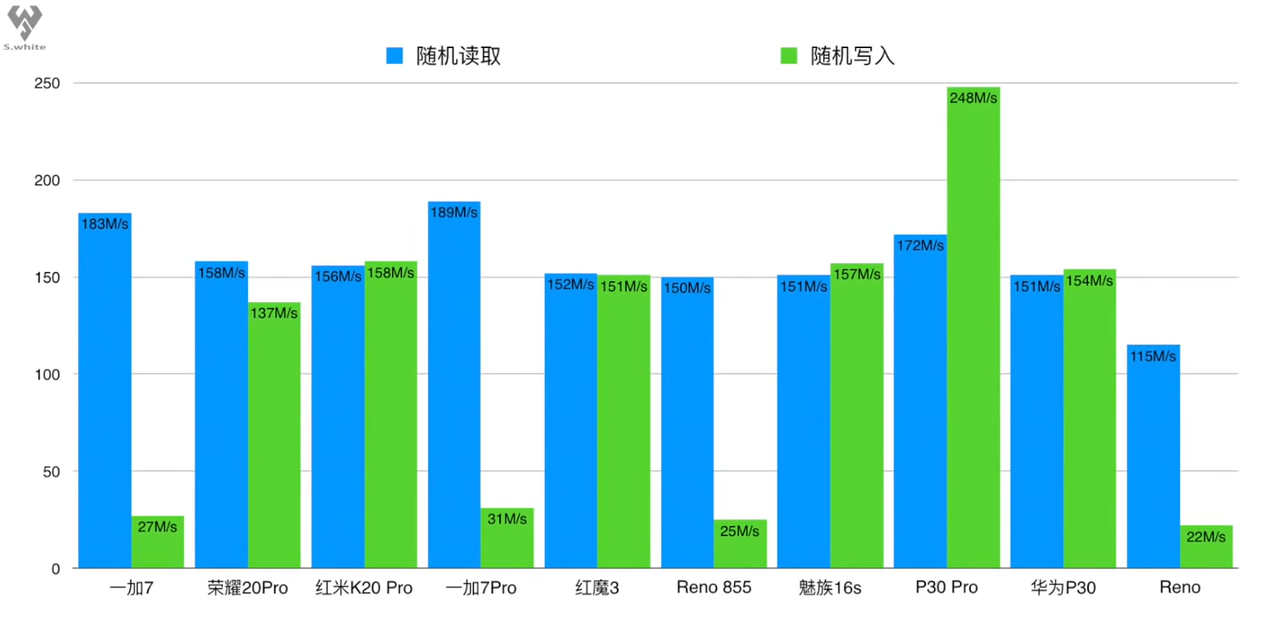 S.white
随机读取 随机写入
250
200
150
100
50
0
183M/s 27M/s
158M/s 137M/s
156M/s 158M/s
189M/s 31M/s
152M/s 151M/s
150M/s 25M/s
151M/s 157M/s
172M/s 248M/s
151M/s 154M/s
115M/s 22M/s
一加7 荣耀20Pro 红米K20 Pro 一加7Pro 红魔3 Reno 855 魅族16s P30 Pro 华为P30 Reno